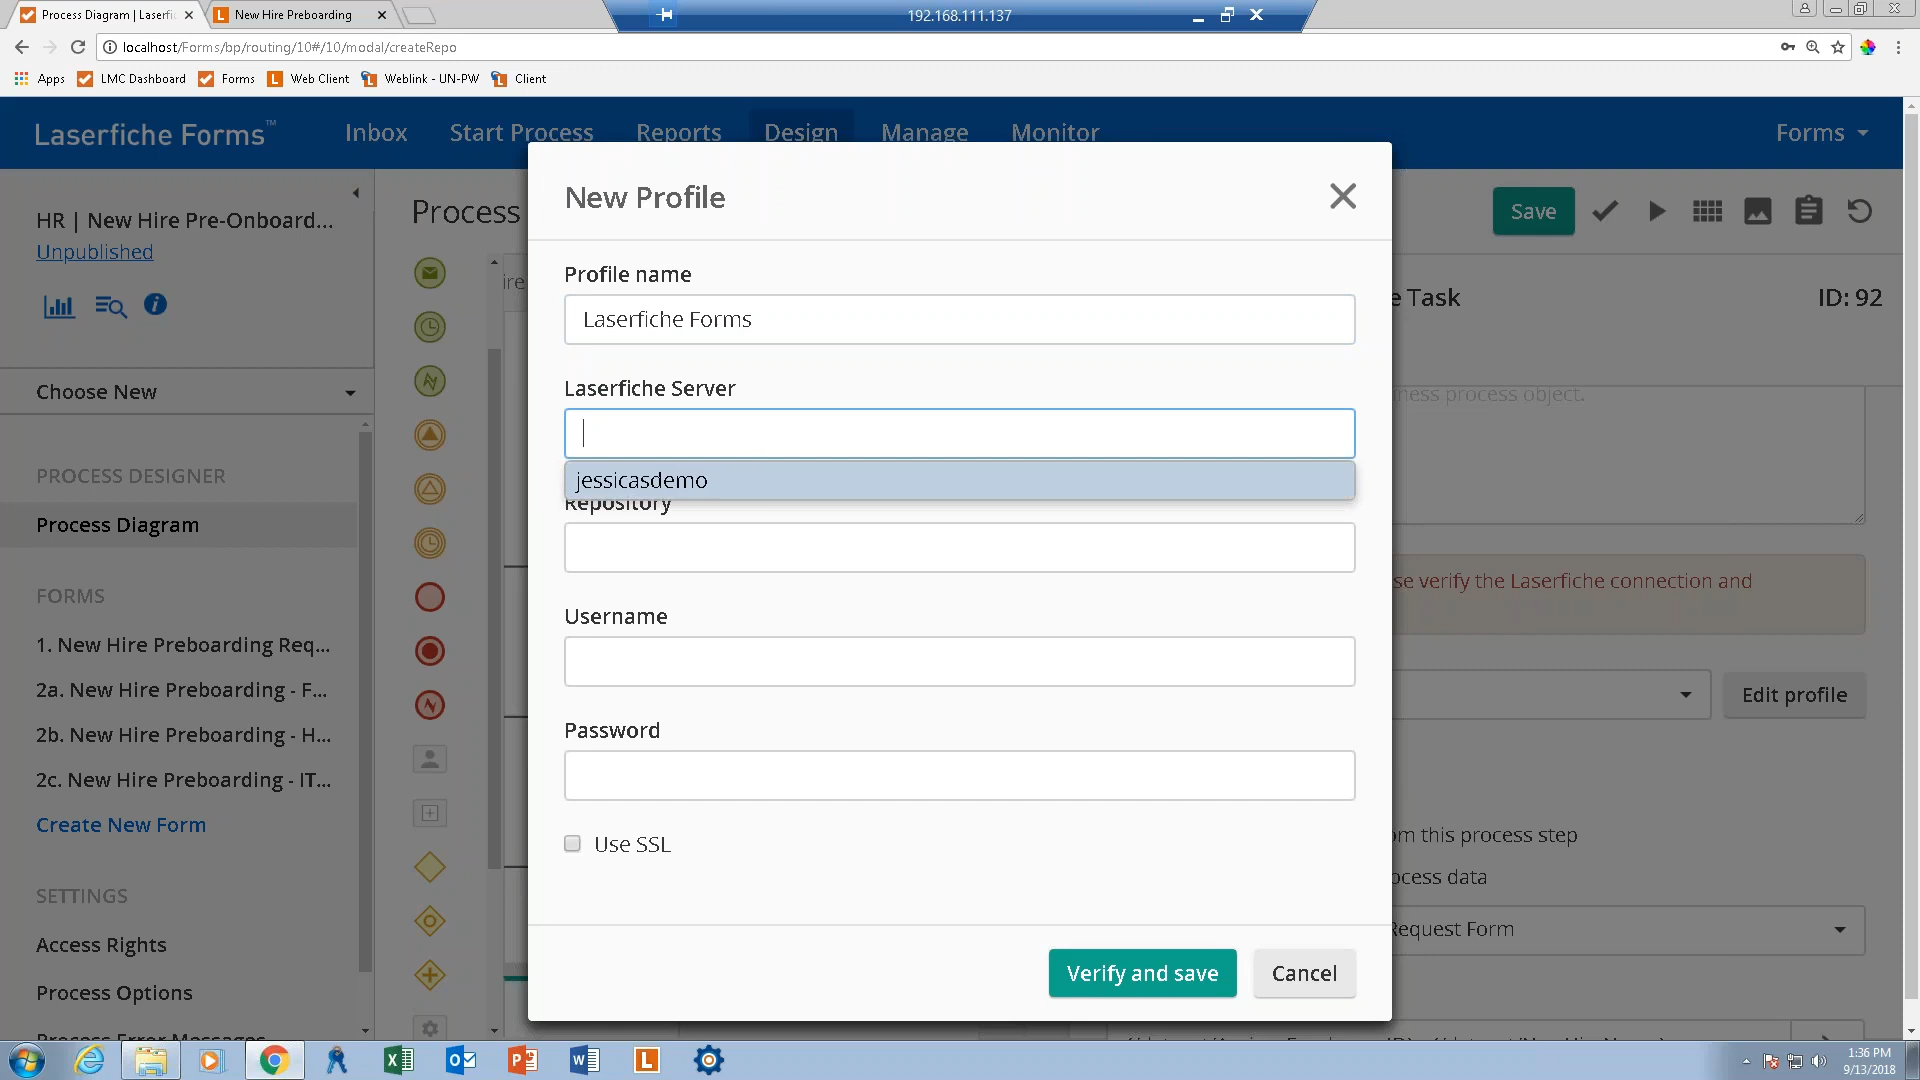 Process Diagram | Laserfic
New Hire Preboarding
192.168.111.137
localhost/Forms/bp/routing/10#/10/modal/createRepo
Apps
LMC Dashboard
Forms
Web Client
Weblink - UN-PW
Client
Laserfiche Forms™
Inbox
Start Process
Reports
Design
Manage
Monitor
Forms
HR | New Hire Pre-Onboard...
Unpublished
Process
Save
New Profile
Profile name
Laserfiche Forms
Laserfiche Server
jessicasdemo
Repository
Username
Password
Use SSL
Verify and save
Cancel
ire
e Task
ID: 92
ness process object.
se verify the Laserfiche connection and
Edit profile
om this process step
ocess data
Request Form
Choose New
PROCESS DESIGNER
Process Diagram
FORMS
1. New Hire Preboarding Req...
2a. New Hire Preboarding - F...
2b. New Hire Preboarding - H...
2c. New Hire Preboarding - IT...
Create New Form
SETTINGS
Access Rights
Process Options
Process Error Messages
1:36 PM
9/13/2018